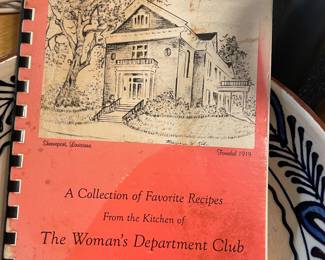 Shreveport, Louisiana
Founded 1919
A Collection of Favorite Recipes
From the Kitchen of
The Woman's Department Club